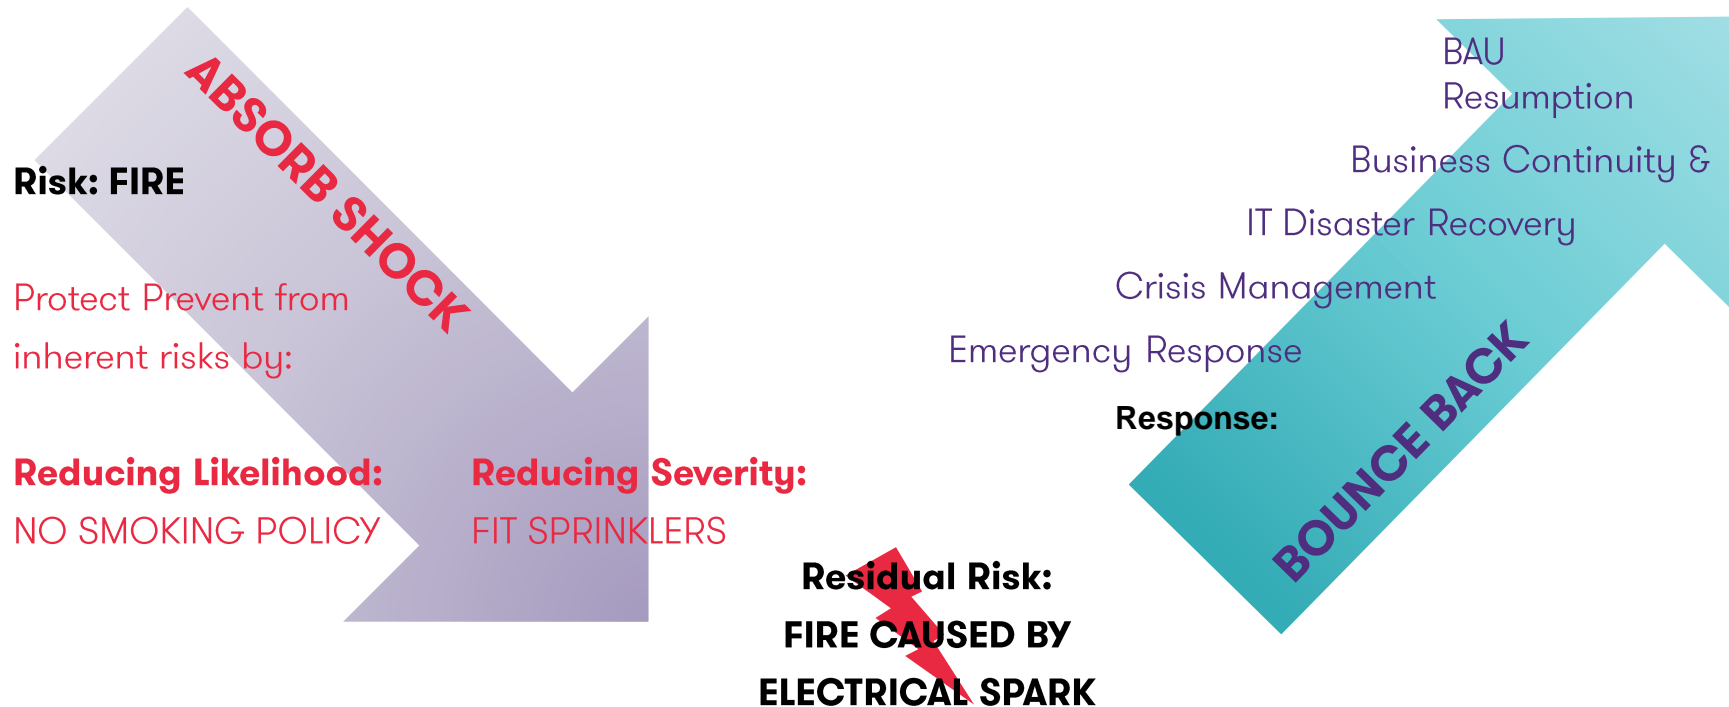 ABSORB SHOCK
Risk: FIRE
Protect Prevent from
inherent risks by:
Reducing Likelihood:
NO SMOKING POLICY
Reducing Severity:
FIT SPRINKLERS
Residual Risk:
FIRE CAUSED BY
ELECTRICAL SPARK
BAU
Resumption
Business Continuity &
IT Disaster Recovery
Crisis Management
Emergency Response
Response:
BOUNCE BACK